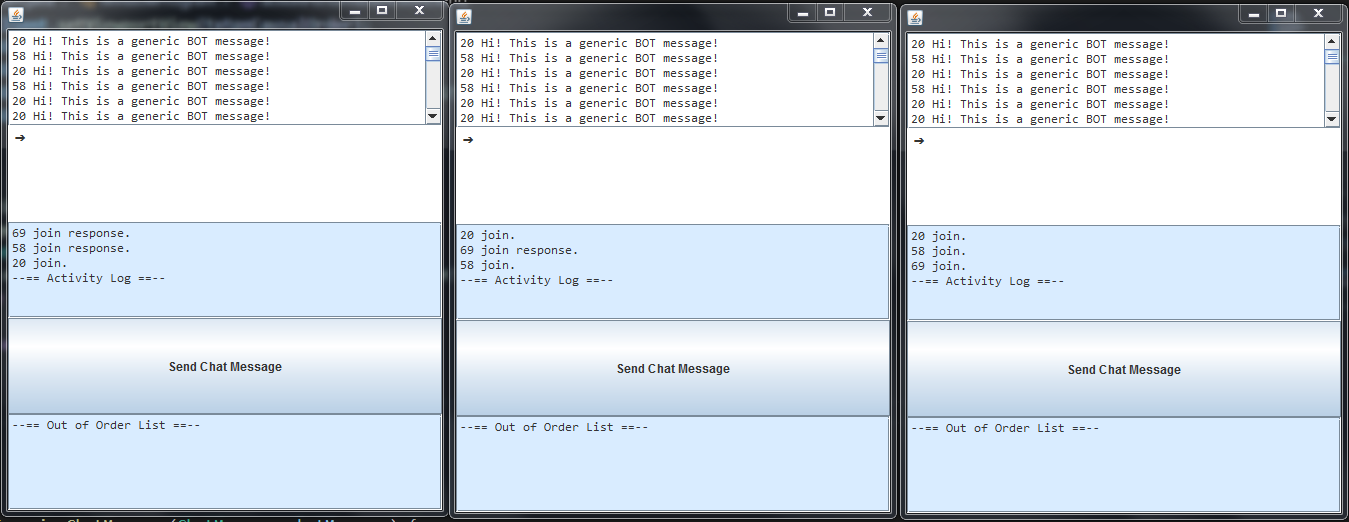 20 Hi! This is a generic BOT message!
58 Hi! This is a generic BOT message!
20 Hi! This is a generic BOT message!
58 Hi! This is a generic BOT message!
20 Hi! This is a generic BOT message!
20 Hi! This is a generic BOT message!
➔
69 join response.
58 join response.
20 join.
--== Activity Log ==--
Send Chat Message
--== Out of Order List ==--
20 Hi! This is a generic BOT message!
58 Hi! This is a generic BOT message!
20 Hi! This is a generic BOT message!
58 Hi! This is a generic BOT message!
20 Hi! This is a generic BOT message!
20 Hi! This is a generic BOT message!
➔
20 join.
69 join response.
58 join.
--== Activity Log ==--
Send Chat Message
--== Out of Order List ==--
20 Hi! This is a generic BOT message!
58 Hi! This is a generic BOT message!
20 Hi! This is a generic BOT message!
58 Hi! This is a generic BOT message!
20 Hi! This is a generic BOT message!
20 Hi! This is a generic BOT message!
➔
20 join.
58 join.
69 join.
--== Activity Log ==--
Send Chat Message
--== Out of Order List ==--